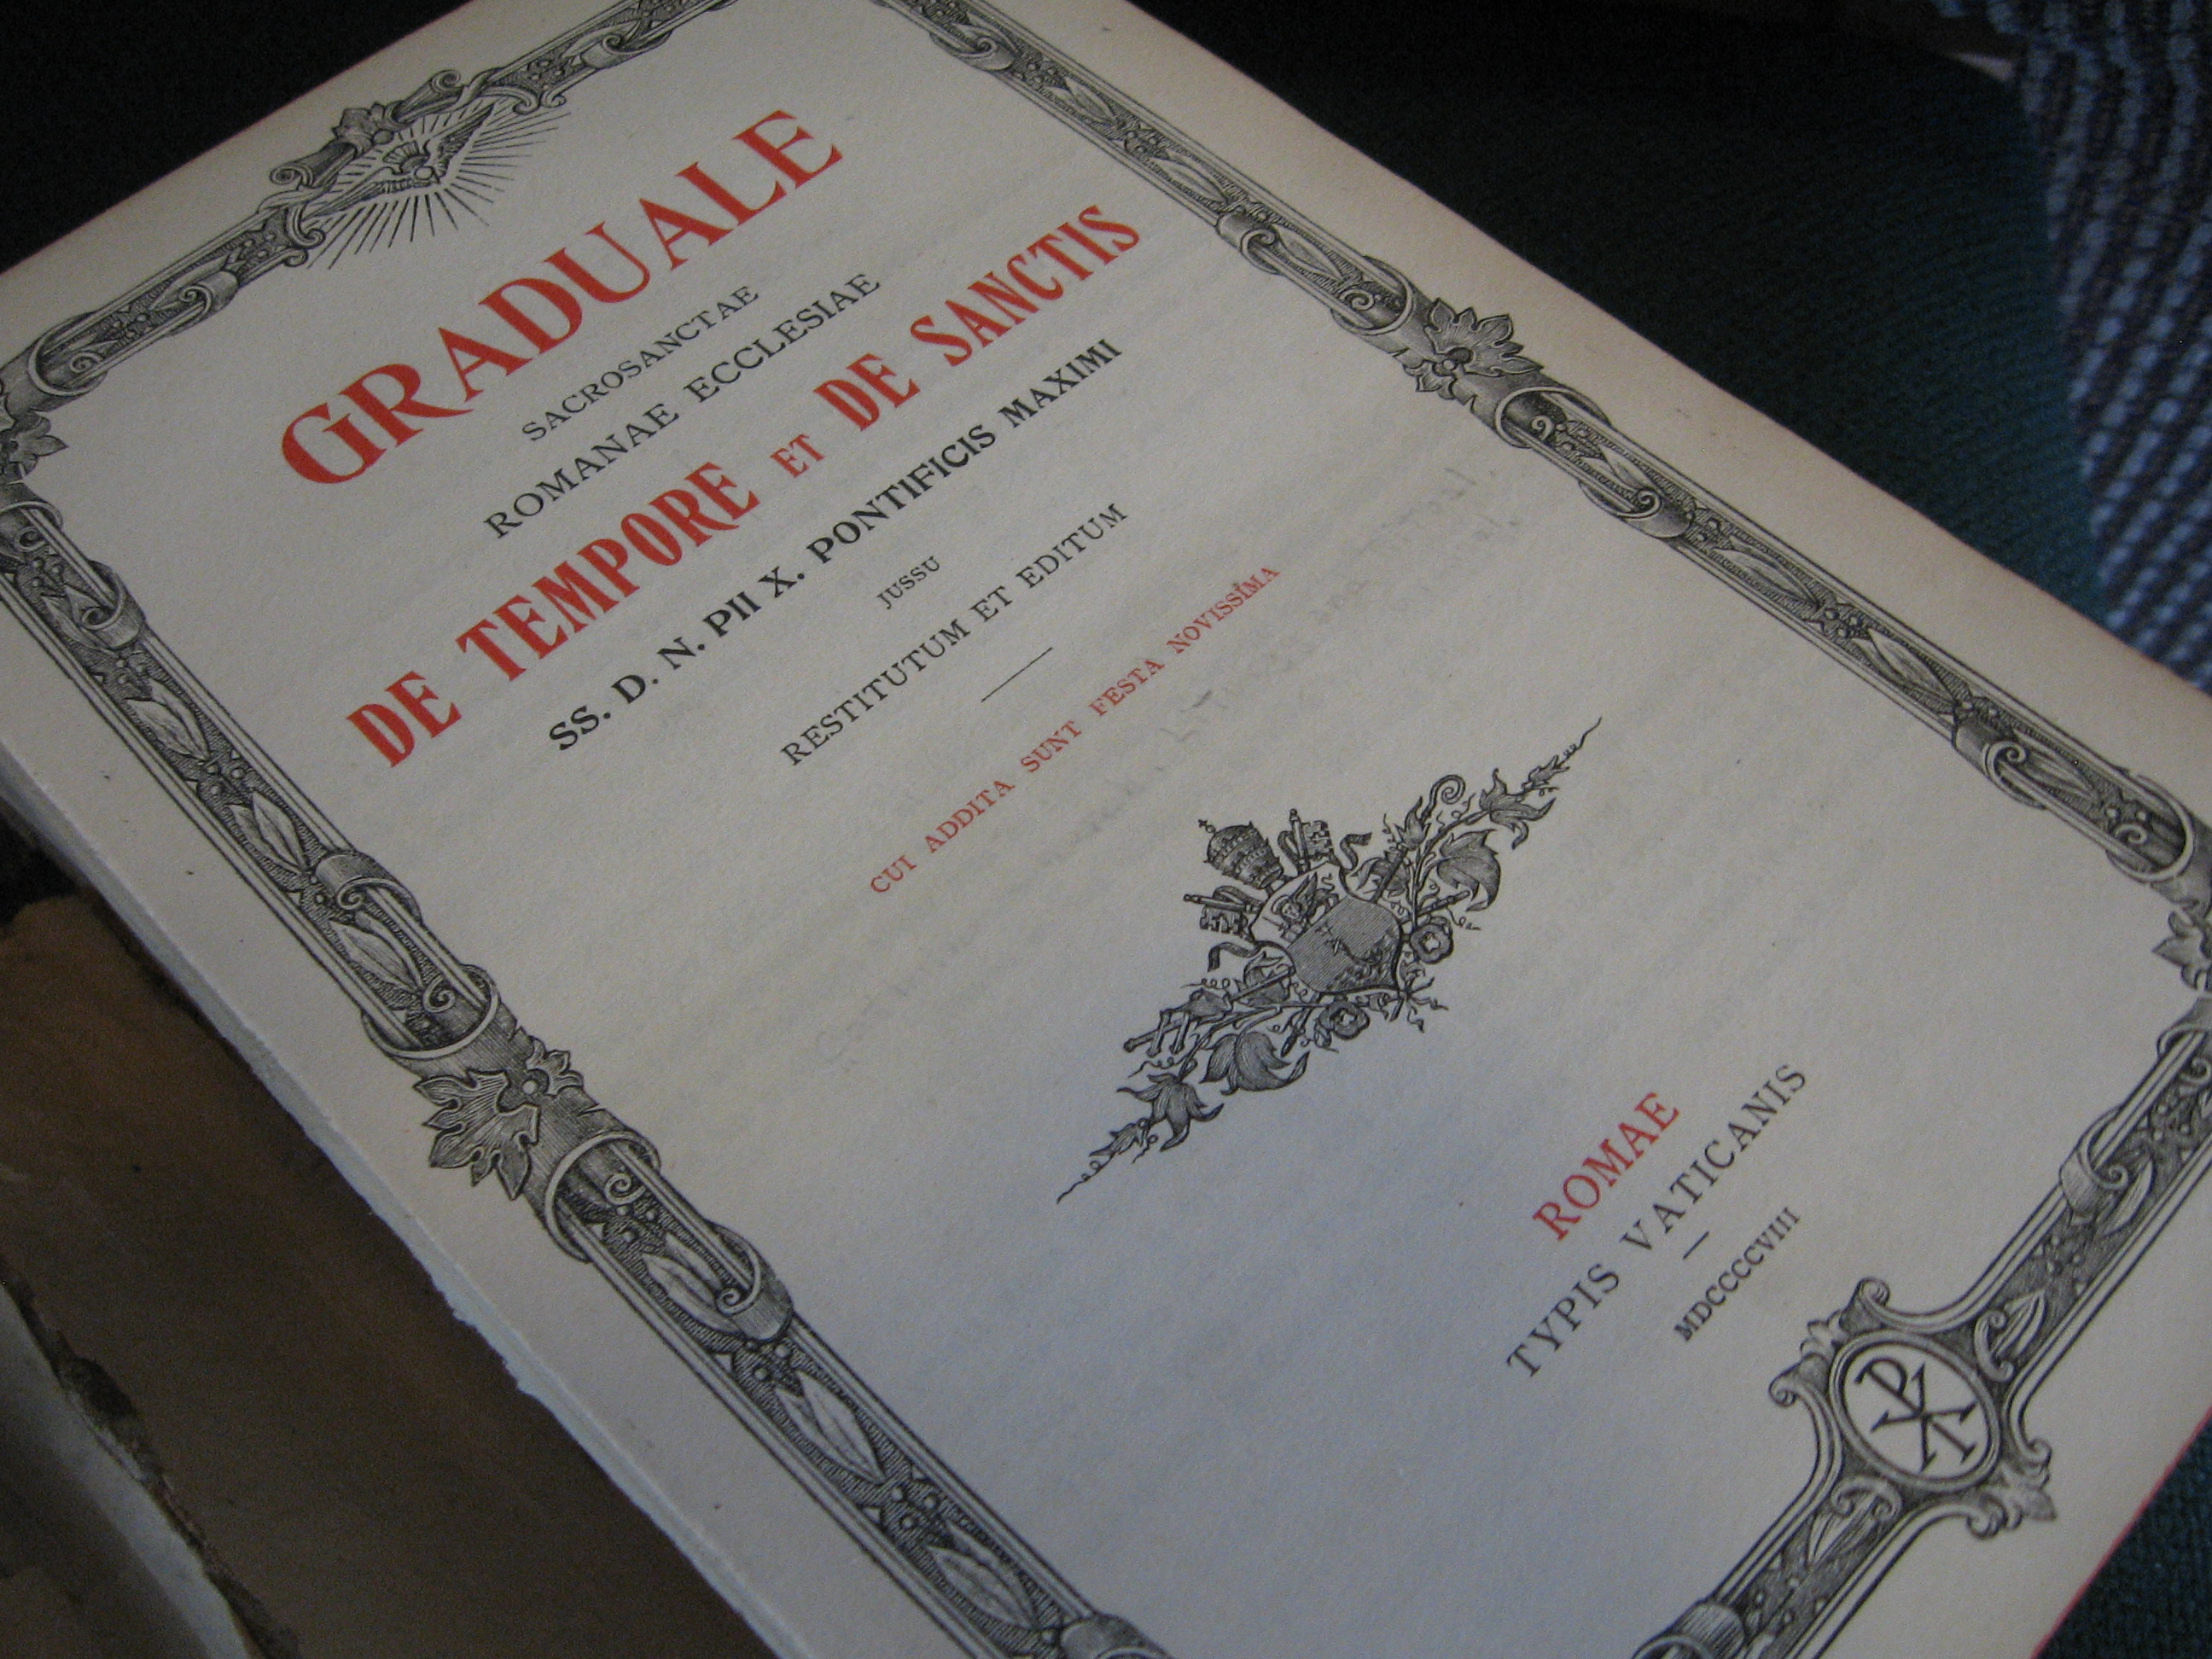 GRADUALE
SACROSANCTAE
ROMANAE ECCLESIAE
DE TEMPORE ET DE SANCTIS
SS. D. N. PII X. PONTIFICIS MAXIMI
JUSSU
RESTITUTUM ET EDITUM
CUI ADDITA SUNT FESTA NOVISSIMA
ROMAE
TYPIS VATICANIS
MDCCCCVIII